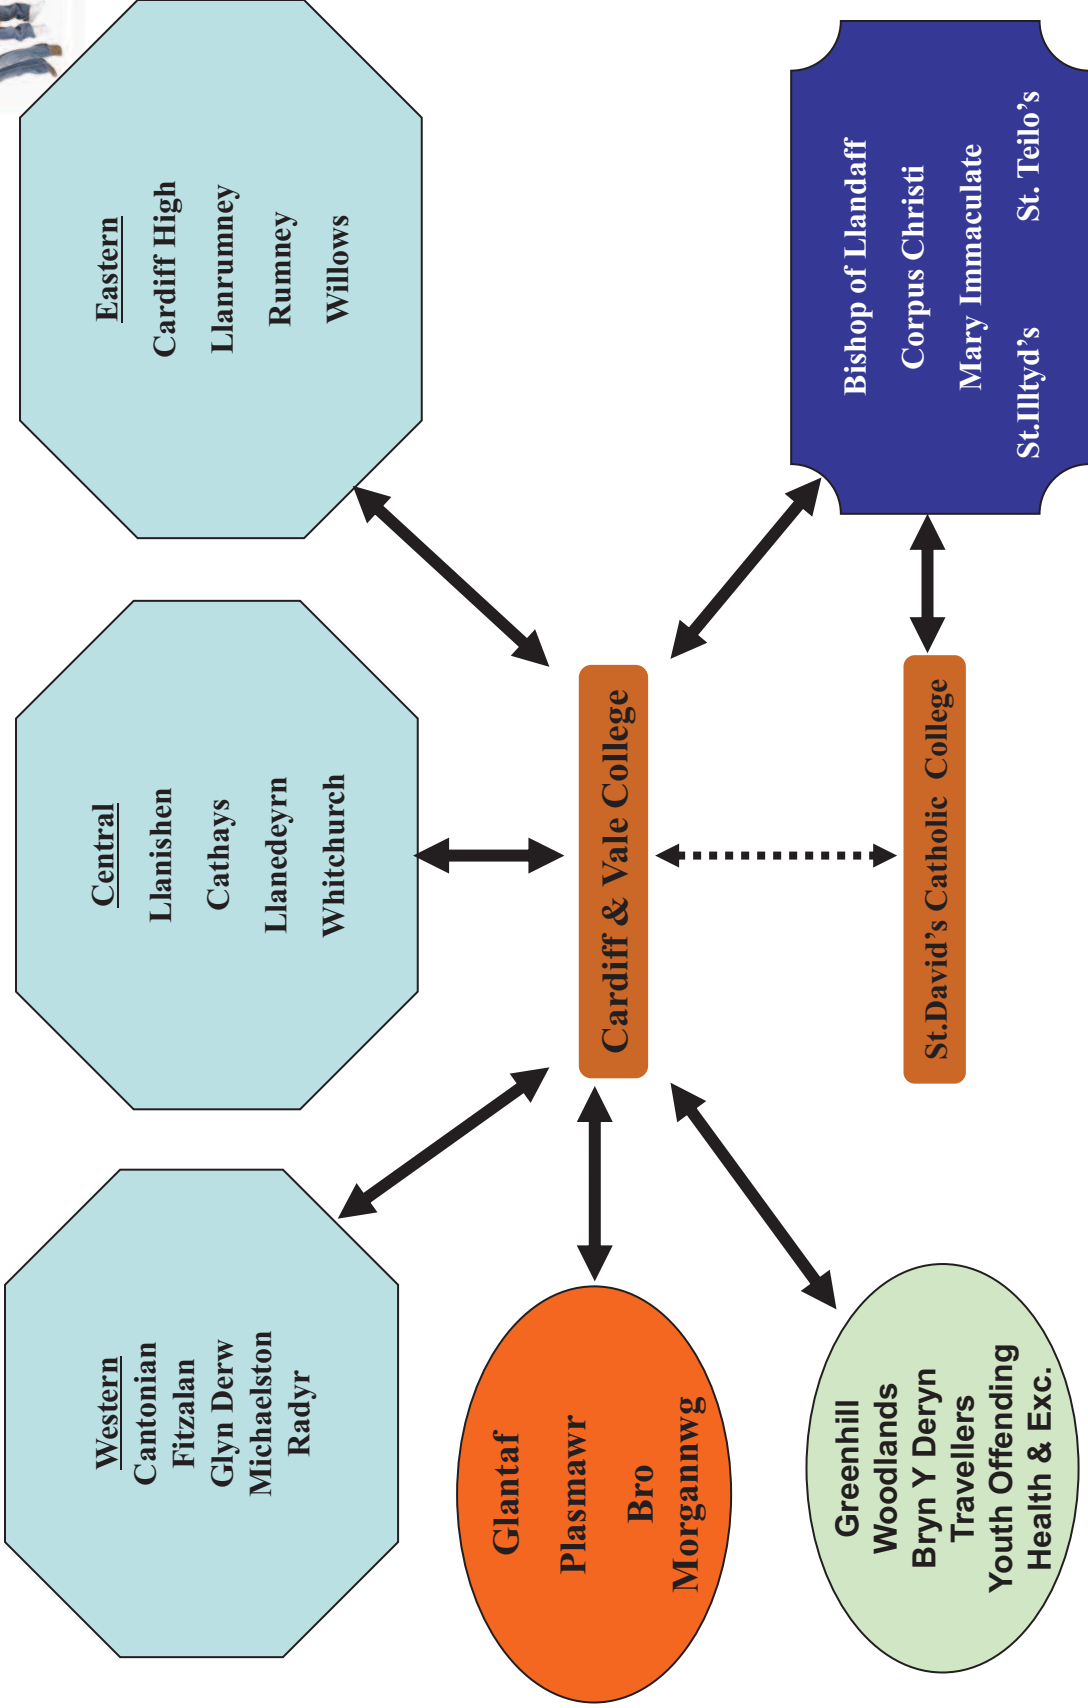 Western
Cantonian
Fitzalan
Glyn Derw
Michaelston
Radyr
Central
Llanishen
Cathays
Llanedeyrn
Whitchurch
Eastern
Cardiff High
Llanrumney
Rumney
Willows
Glantaf
Plasmawr
Bro
Morgannwg
Cardiff & Vale College
Greenhill
Woodlands
Bryn Y Deryn
Travellers
Youth Offending
Health & Exc.
St.David’s Catholic College
Bishop of Llandaff
Corpus Christi
Mary Immaculate
St.Illtyd’s St. Teilo’s